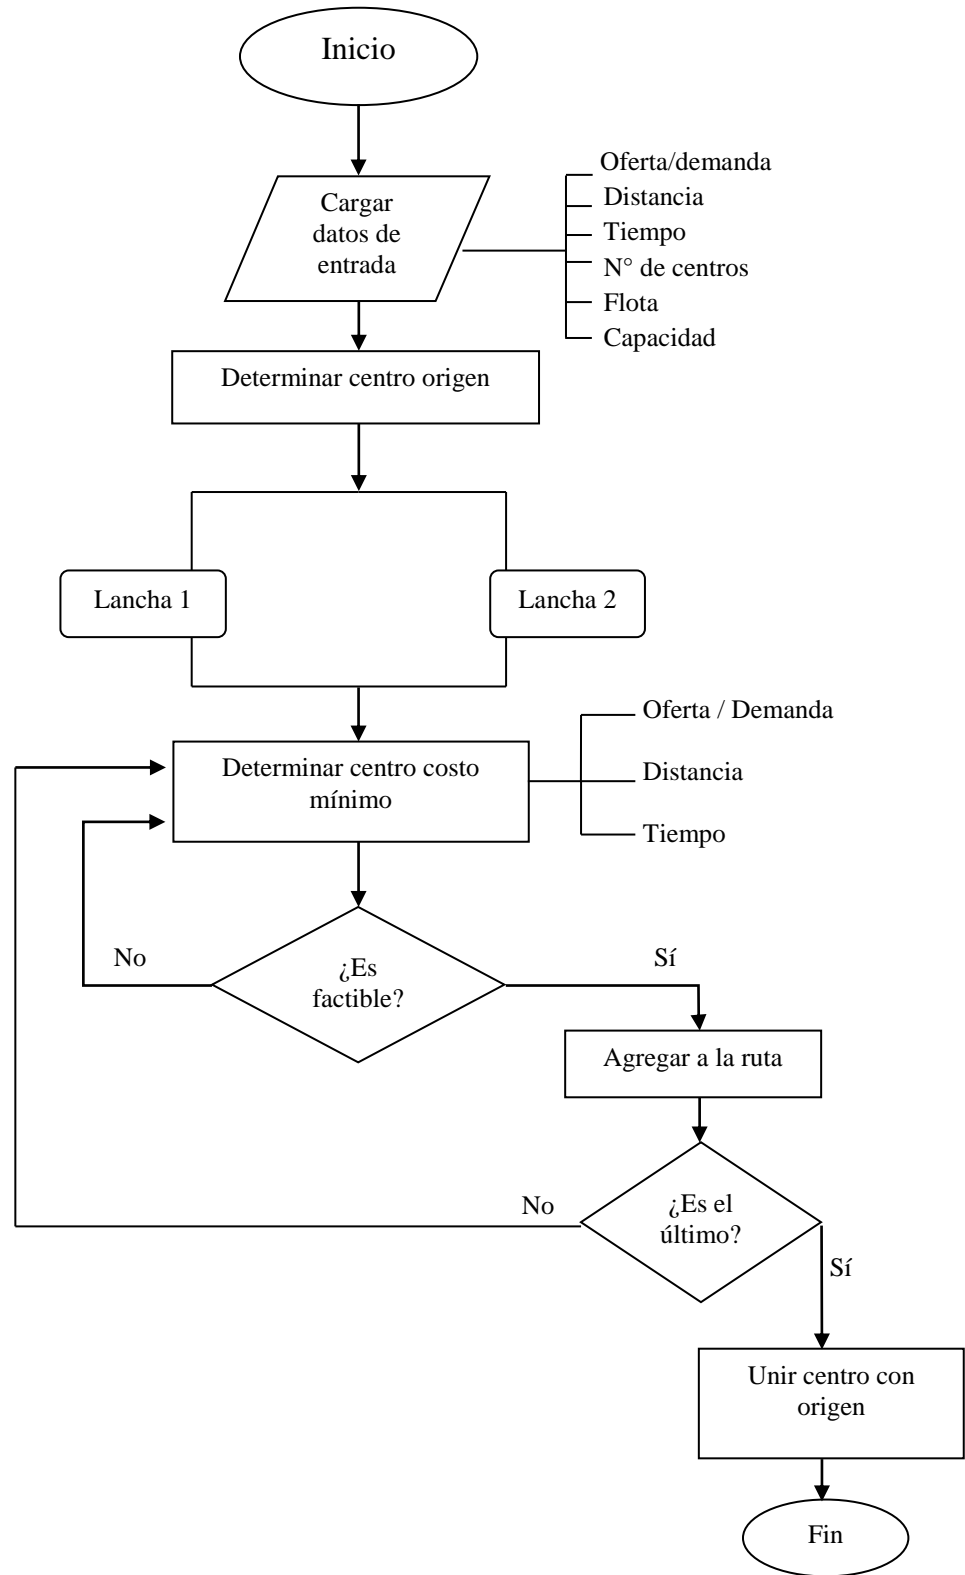 Inicio
Cargar
datos de
entrada
Oferta/demanda
Distancia
Tiempo
N° de centros
Flota
Capacidad
Determinar centro origen
Lancha 1
Lancha 2
Determinar centro costo
mínimo
Oferta / Demanda
Distancia
Tiempo
No
¿Es
factible?
Sí
Agregar a la ruta
No
¿Es el
último?
Sí
Unir centro con
origen
Fin